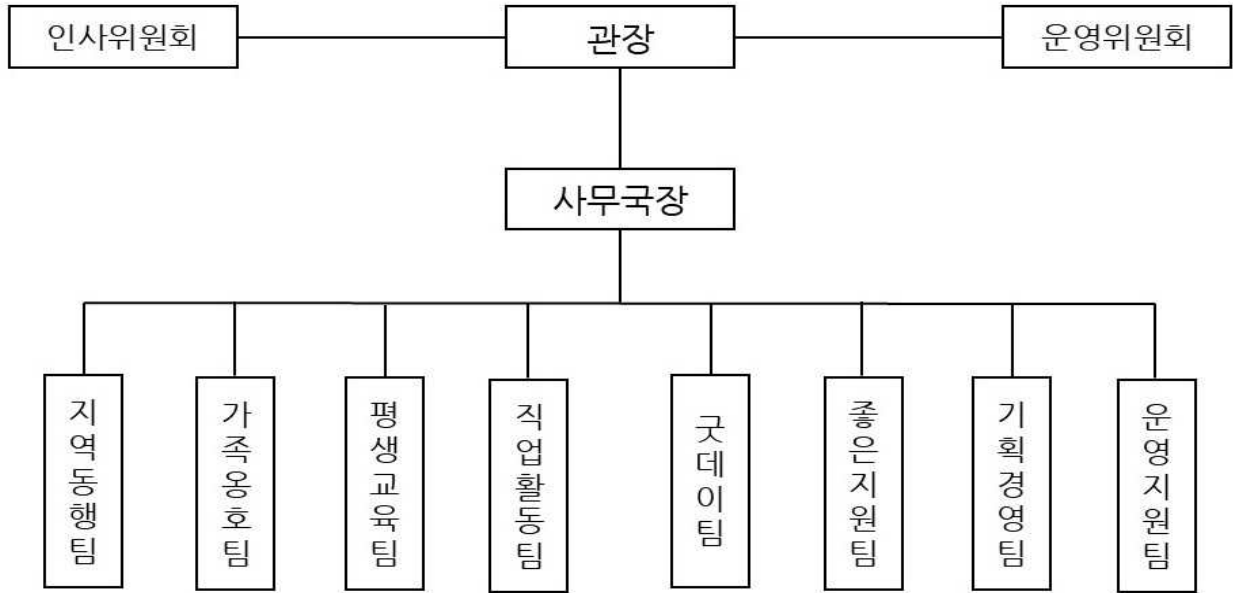 인사위원회
관장
운영위원회
사무국장
지역동행팀
가족옹호팀
평생교육팀
직업활동팀
굿데이팀
좋은지원팀
기획경영팀
운영지원팀